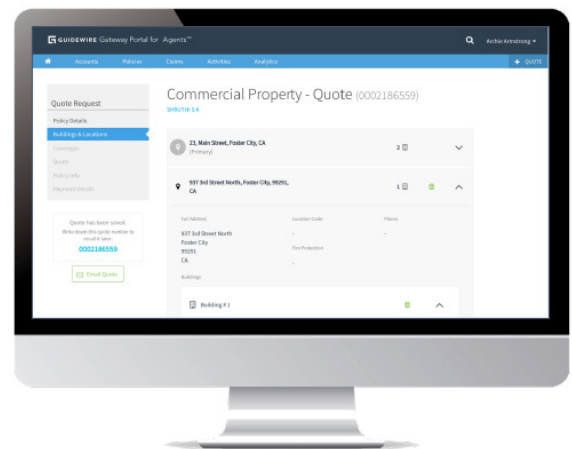 GUIDEWIRE Gateway Portal for Agents™
Archie Armstrong
Accounts Policies Claims Activities Analytics
+ QUOTE
Quote Request
Policy Details
Buildings & Locations
Coverages
Quote
Policy Info
Payment Details
Quote has been saved.
Write down this quote number to
recall it later:
0002186559
Email Quote
Commercial Property - Quote (0002186559)
SHRUTHI S K
23, Main Street, Foster City, CA
(Primary)
2
937 3rd Street North, Foster City, 99291,
CA
1
Full Address
937 3rd Street North
Foster City
99291
CA
Location Code
-
Fire Protection
-
Phone
-
Buildings
Building # 1